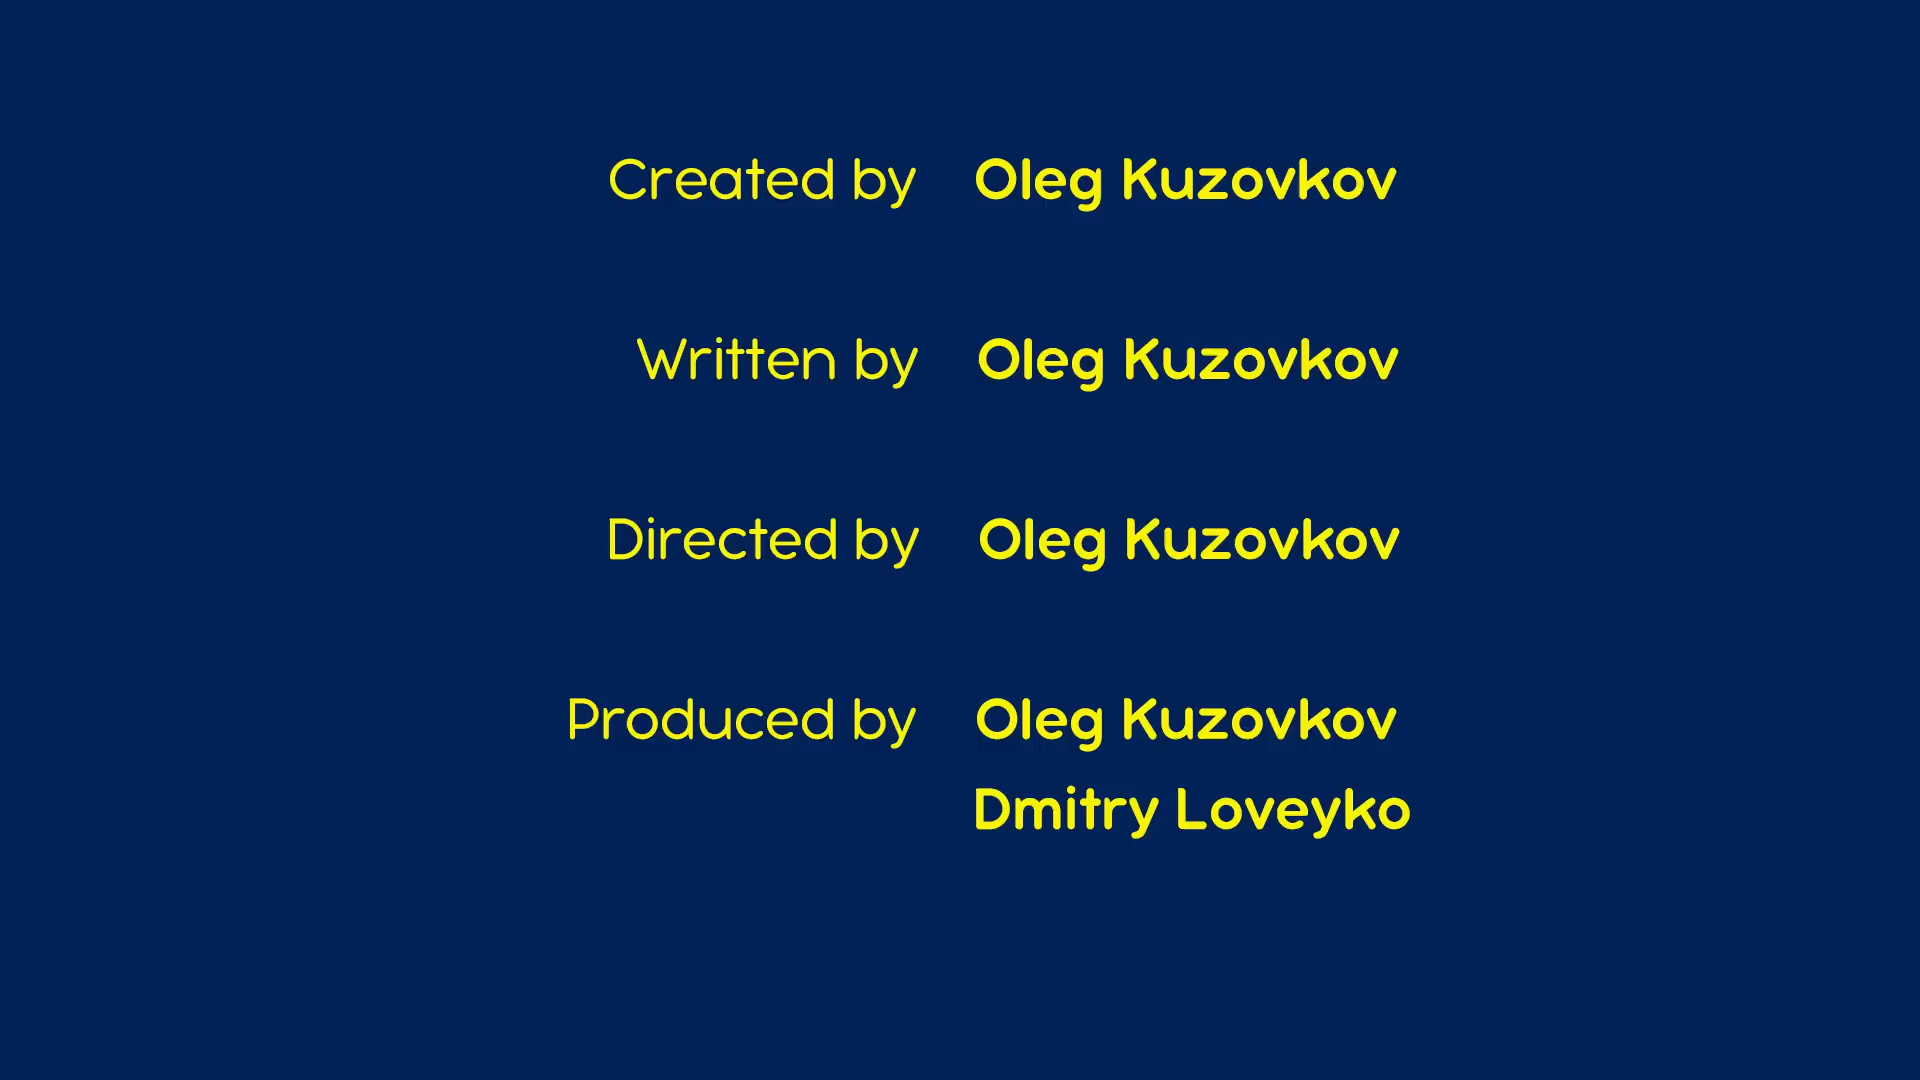 Created by Oleg Kuzovkov
Written by Oleg Kuzovkov
Directed by Oleg Kuzovkov
Produced by Oleg Kuzovkov
Dmitry Loveyko